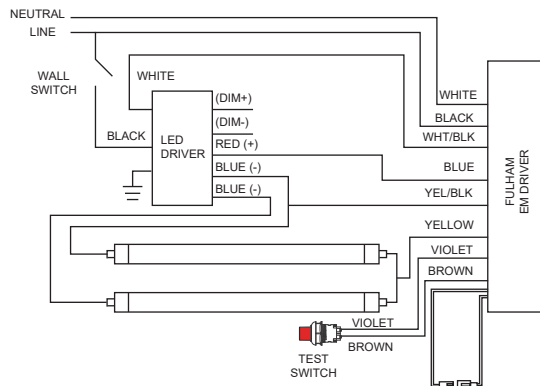 NEUTRAL
LINE
WALL
SWITCH
WHITE
BLACK
LED
DRIVER
(DIM+)
(DIM-)
RED (+)
BLUE (-)
BLUE (-)
WHITE
BLACK
WHT/BLK
BLUE
YEL/BLK
YELLOW
VIOLET
BROWN
FULHAM
EM DRIVER
VIOLET
BROWN
TEST
SWITCH